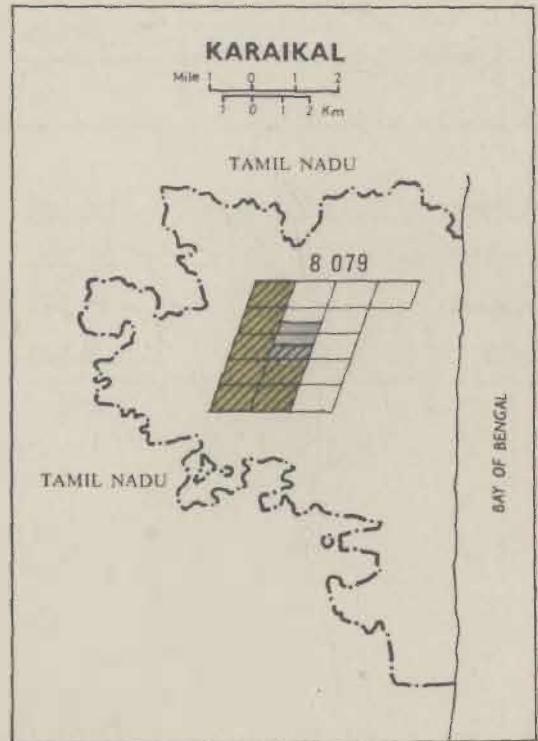 KARAIKAL
Mile 1 0 1 2
1 0 1 2 Km
TAMIL NADU
8 079
TAMIL NADU
BAY OF BENGAL